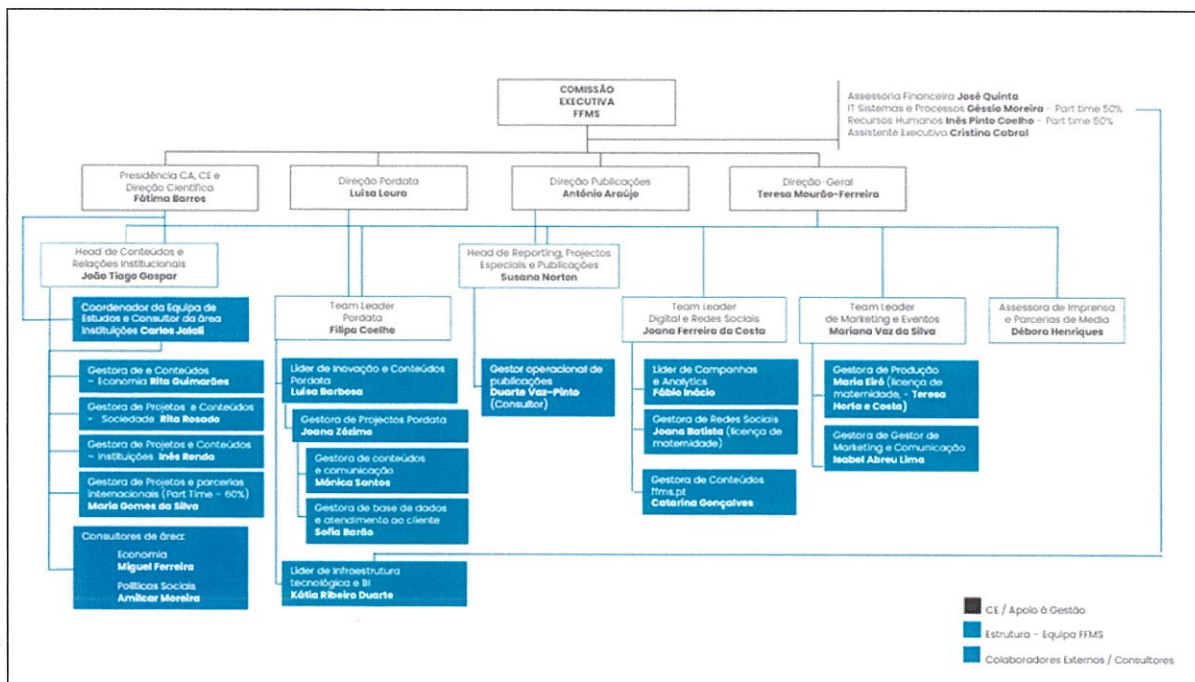 COMISSÃO
EXECUTIVA
FFMS
Assessoria Financeira José Quinta
IT Sistemas e Processos Géssio Moreira - Part time 50%
Recursos Humanos Inês Pinto Coelho - Part time 50%
Assistente Executiva Cristina Cabral
Presidência CA, CE e
Direção Científica
Fátima Barros
Direção Pordata
Luísa Loura
Direção Publicações
António Araújo
Direção-Geral
Teresa Mourão-Ferreira
Head de Conteúdos e
Relações Institucionais
João Tiago Gaspar
Head de Reporting, Projectos
Especiais e Publicações
Susana Norton
Coordenador da Equipa de
Estudos e Consultor da área
Instituições Carlos Jalali
Team Leader
Pordata
Filipa Coelho
Team Leader
Digital e Redes Sociais
Joana Ferreira da Costa
Team Leader
de Marketing e Eventos
Mariana Vaz da Silva
Assessora de Imprensa
e Parcerias de Media
Débora Henriques
Gestora de e Conteúdos
- Economia Rita Guimarães
Gestora de Projetos e Conteúdos
- Sociedade Rita Rosado
Gestora de Projetos e Conteúdos
- Instituições Inês Renda
Gestora de Projetos e parcerias
internacionais (Part Time - 60%)
Maria Gomes da Silva
Consultores de área:
Economia
Miguel Ferreira
Políticas Sociais
Amílcar Moreira
Líder de Inovação e Conteúdos
Pordata
Luísa Barbosa
Gestora de Projectos Pordata
Joana Zózimo
Gestora de conteúdos
e comunicação
Mónica Santos
Gestora de base de dados
e atendimento ao cliente
Sofia Barão
Líder de Infraestrutura
tecnológica e BI
Kátia Ribeiro Duarte
Gestor operacional de
publicações
Duarte Vaz-Pinto
(Consultor)
Líder de Campanhas
e Analytics
Fábio Inácio
Gestora de Redes Sociais
Joana Batista (licença de
maternidade)
Gestora de Conteúdos
ffms.pt
Catarina Gonçalves
Gestora de Produção
Maria Eiró (licença de
maternidade, - Teresa
Horta e Costa)
Gestora de Gestor de
Marketing e Comunicação
Isabel Abreu Lima
CE / Apoio à Gestão
Estrutura - Equipa FFMS
Colaboradores Externos / Consultores